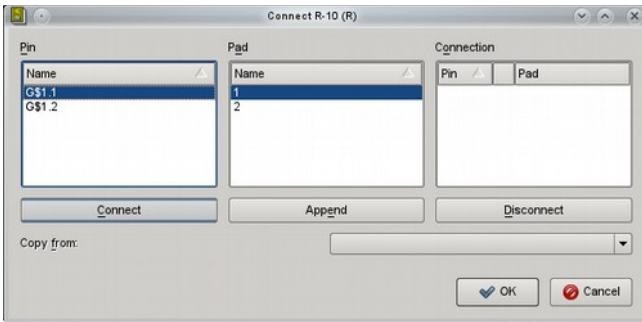 Connect R-10 (R)
Pin Pad Connection
Name Name Pin Pad
G$1.1 1
G$1.2 2
Connect Append Disconnect
Copy from:
OK Cancel